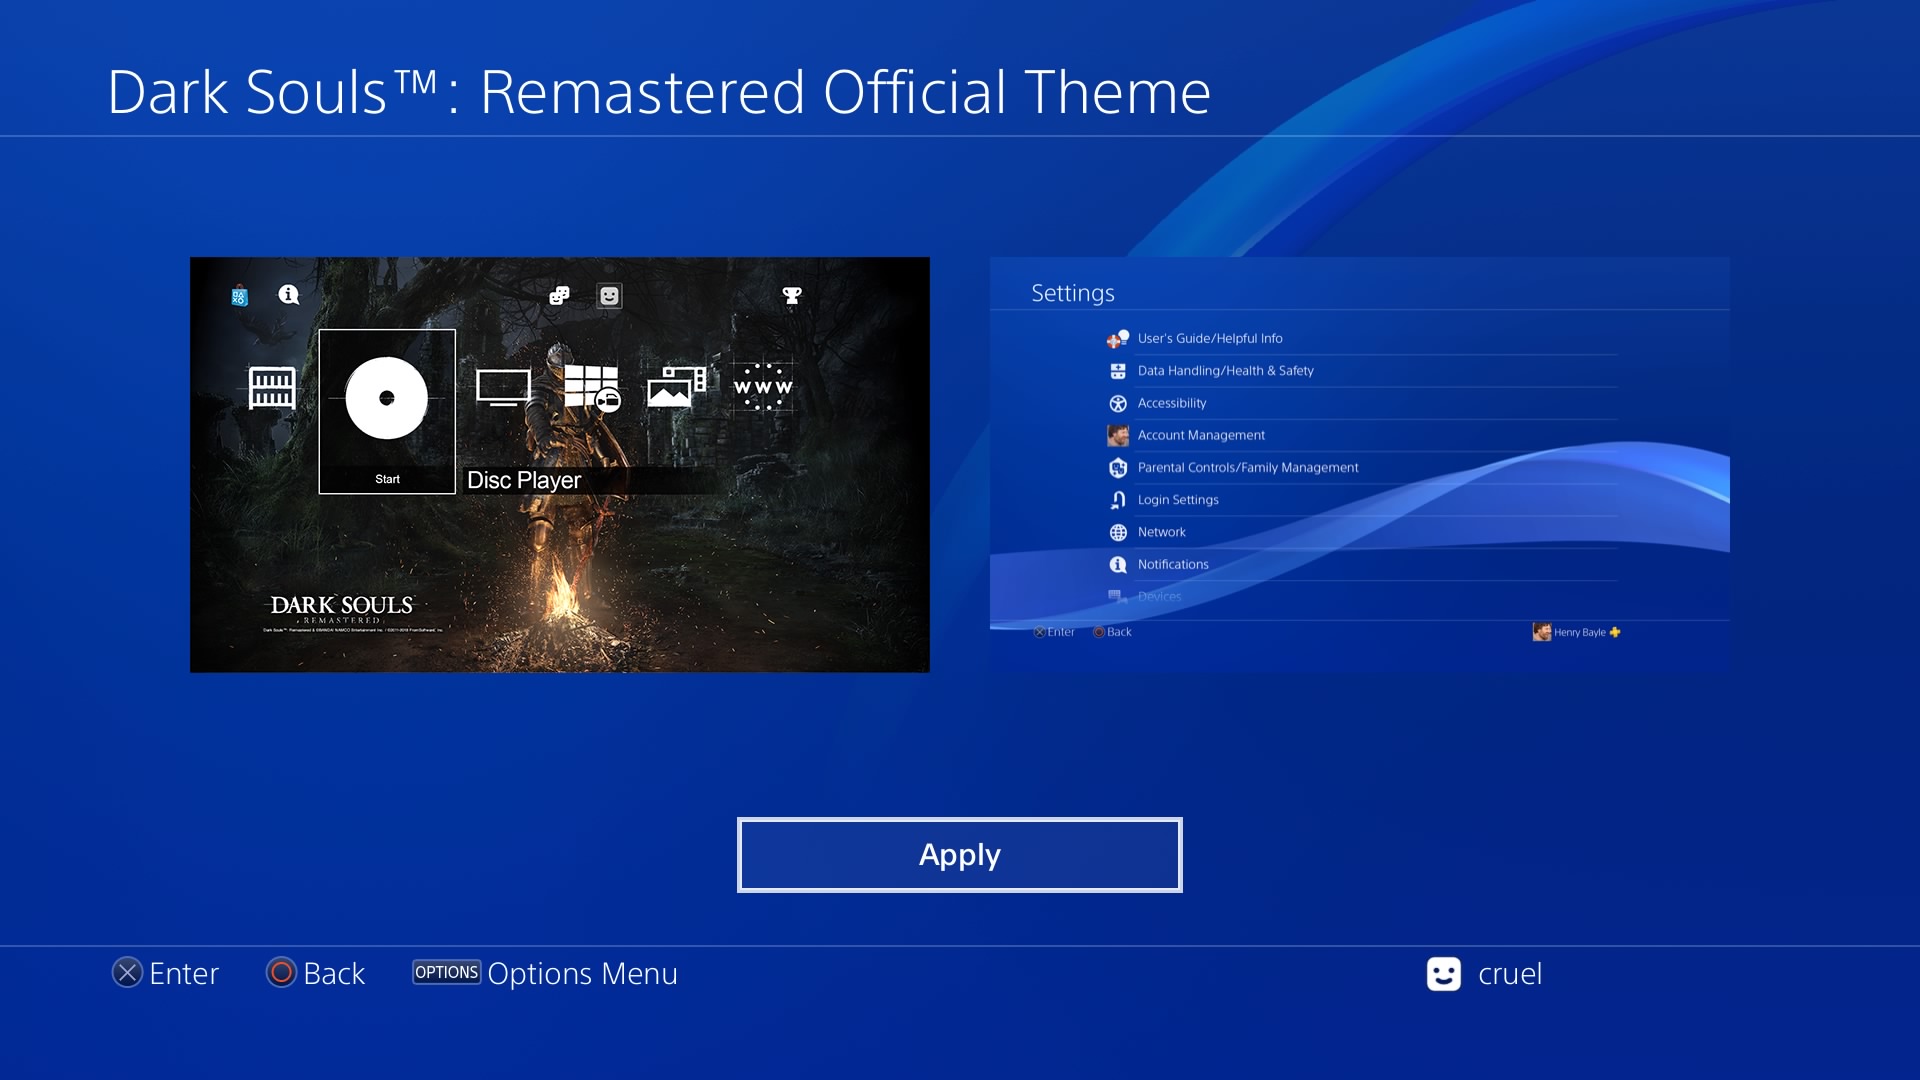 Dark Souls™: Remastered Official Theme
Start
Disc Player
www
DARK SOULS
REMASTERED
Settings
User's Guide/Helpful Info
Data Handling/Health & Safety
Accessibility
Account Management
Parental Controls/Family Management
Login Settings
Network
Notifications
Devices
Enter
Back
Henry Bayle
Apply
Enter
Back
OPTIONS Options Menu
cruel